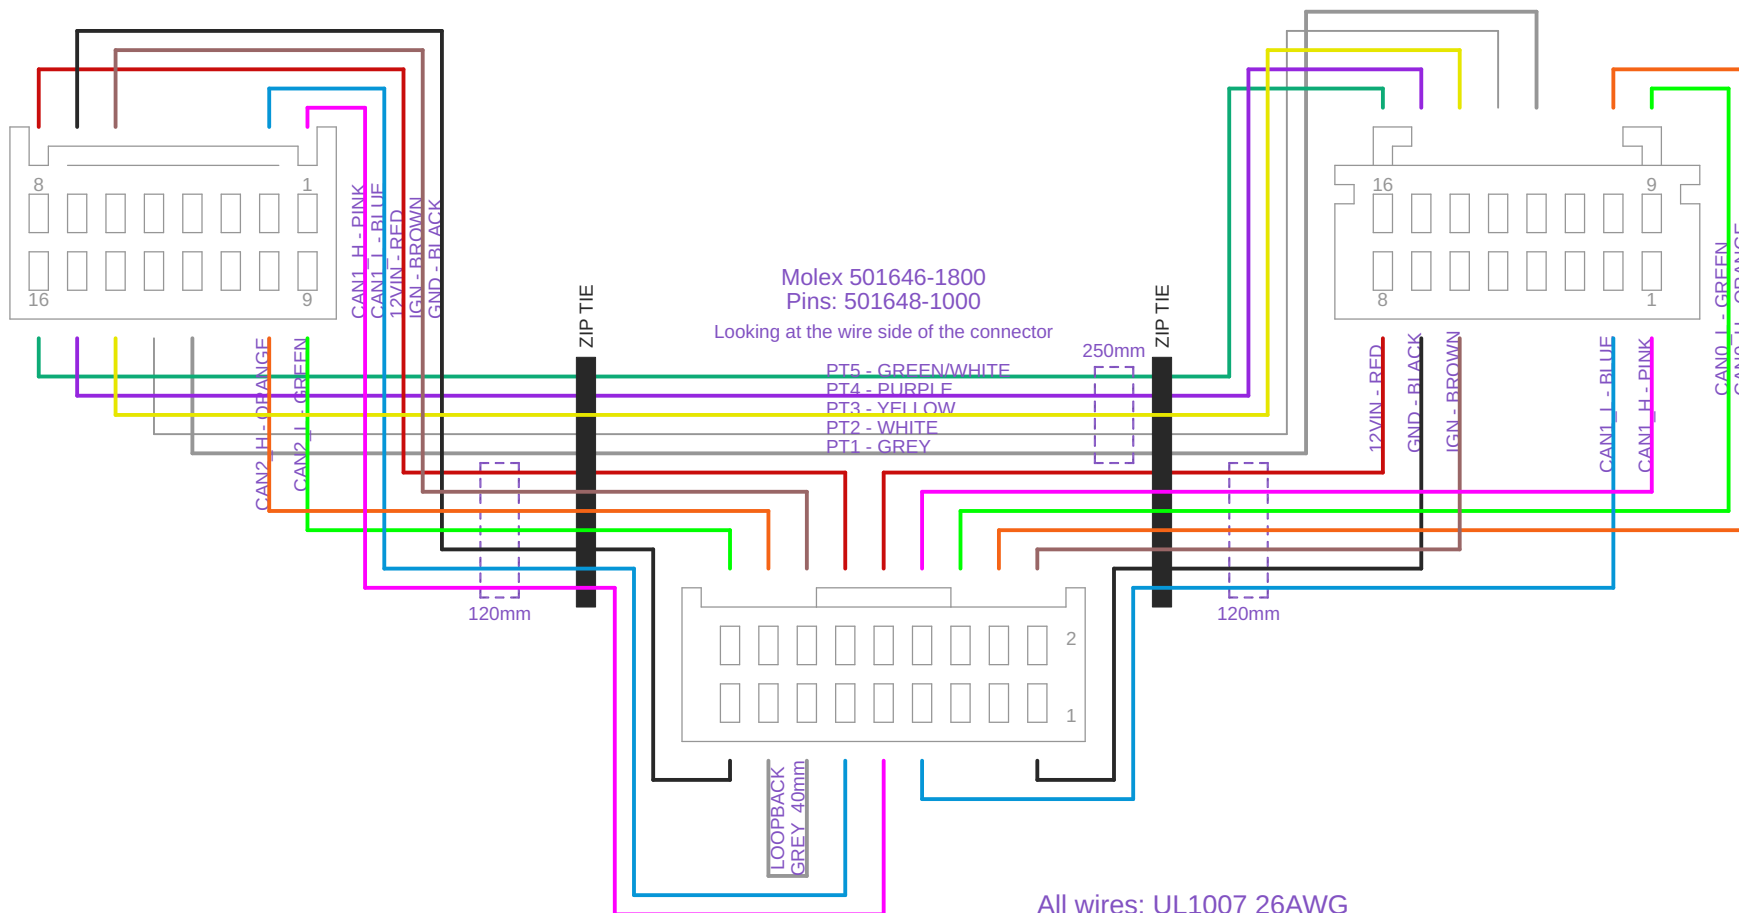 8
1
16
9
CAN1_H - PINK
CAN1_L - BLUE
12VIN - RED
IGN - BROWN
GND - BLACK
CAN2_H - ORANGE
CAN2_L - GREEN
ZIP TIE
Molex 501646-1800
Pins: 501648-1000
Looking at the wire side of the connector
250mm
ZIP TIE
PT5 - GREEN/WHITE
PT4 - PURPLE
PT3 - YELLOW
PT2 - WHITE
PT1 - GREY
16
9
8
1
12VIN - RED
GND - BLACK
IGN - BROWN
CAN1_L - BLUE
CAN1_H - PINK
CAN0_L - GREEN
CAN0_H - ORANGE
120mm
120mm
2
1
LOOPBACK
GREY 40mm
All wires: UL1007 26AWG